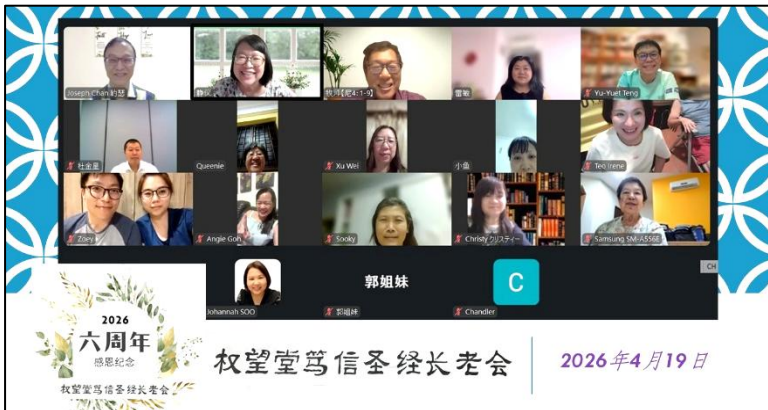 Joseph Chan 約瑟
静仪
牧师【尼4:1-9】
雷敏
Yu-Yuet Teng
杜金星
Queenie
Xu Wei
小鱼
Teo Irene
Zoey
Angie Goh
Sooky
Christy クリスティー
Samsung SM-A556E
Johannah SOO
郭姐妹
郭姐妹
C
Chandler
CH
2026
六周年
感恩纪念
权望堂笃信圣经长老会
权望堂笃信圣经长老会
2026年4月19日